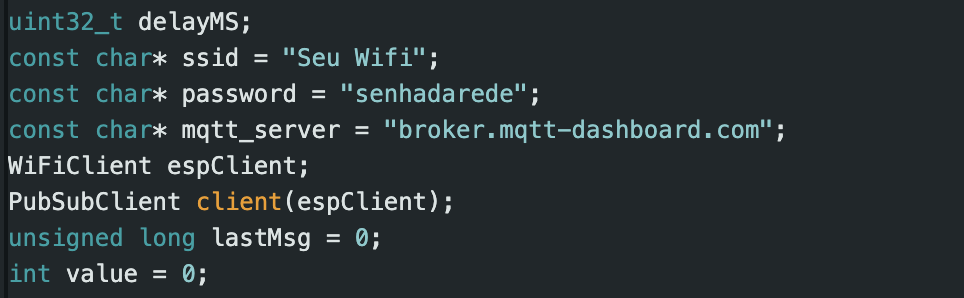 uint32_t delayMS;
const char* ssid = "Seu Wifi";
const char* password = "senhadarede";
const char* mqtt_server = "broker.mqtt-dashboard.com";
WiFiClient espClient;
PubSubClient client(espClient);
unsigned long lastMsg = 0;
int value = 0;